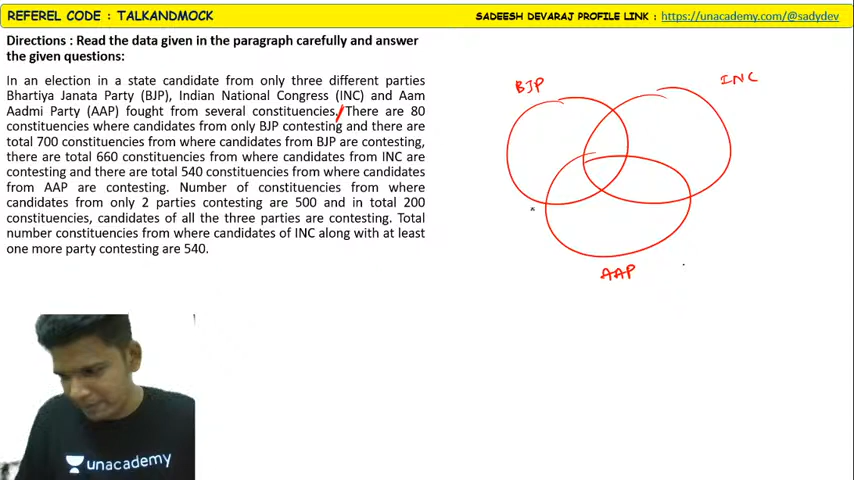 REFEREL CODE : TALKANDMOCK
SADEESH DEVARAJ PROFILE LINK : https://unacademy.com/@sadydev
Directions : Read the data given in the paragraph carefully and answer
the given questions:
In an election in a state candidate from only three different parties
Bhartiya Janata Party (BJP), Indian National Congress (INC) and Aam
Aadmi Party (AAP) fought from several constituencies. There are 80
constituencies where candidates from only BJP contesting and there are
total 700 constituencies from where candidates from BJP are contesting,
there are total 660 constituencies from where candidates from INC are
contesting and there are total 540 constituencies from where candidates
from AAP are contesting. Number of constituencies from where
candidates from only 2 parties contesting are 500 and in total 200
constituencies, candidates of all the three parties are contesting. Total
number constituencies from where candidates of INC along with at least
one more party contesting are 540.
BJP
INC
AAP
unacademy